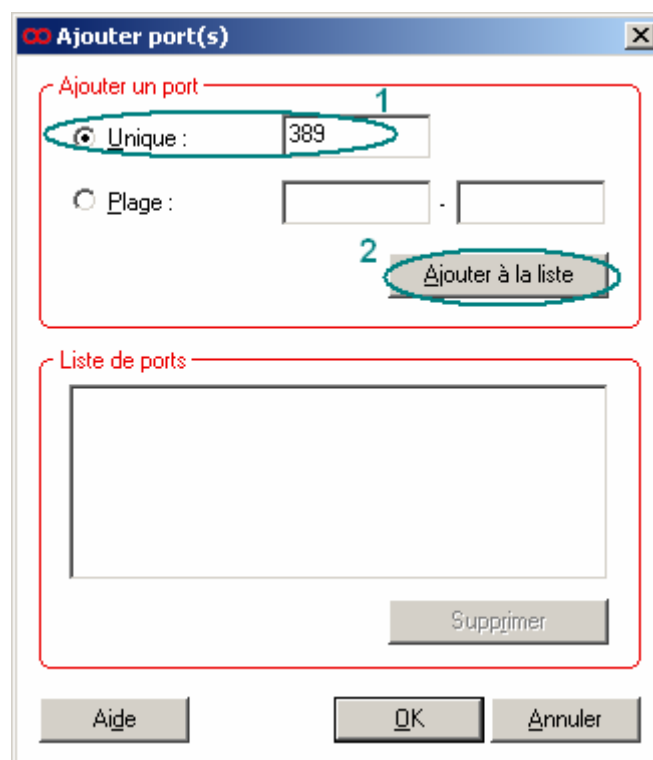 Ajouter port(s)
Ajouter un port
1
Unique : 389
Plage : -
2
Ajouter à la liste
Liste de ports
Supprimer
Aide OK Annuler